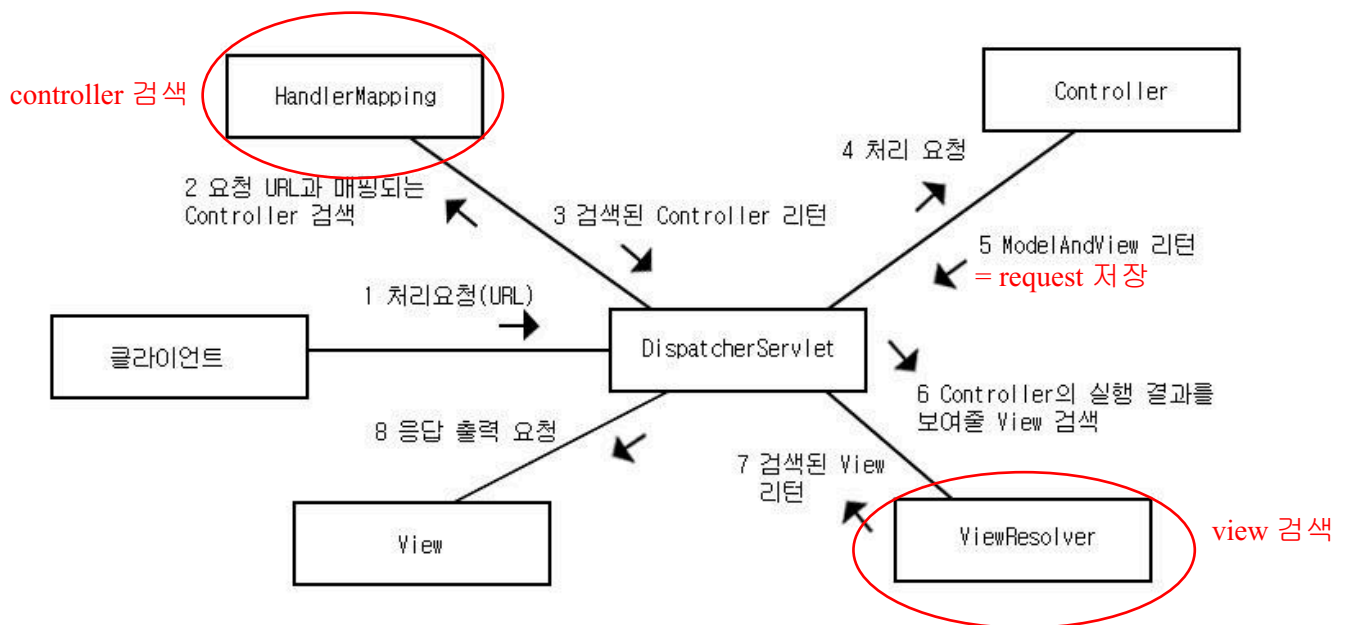 controller 검색
HandlerMapping
Controller
4 처리 요청
2 요청 URL과 매핑되는
Controller 검색
3 검색된 Controller 리턴
5 ModelAndView 리턴
= request 저장
1 처리요청(URL)
클라이언트
DispatcherServlet
6 Controller의 실행 결과를
보여줄 View 검색
8 응답 출력 요청
7 검색된 View
리턴
View
ViewResolver
view 검색